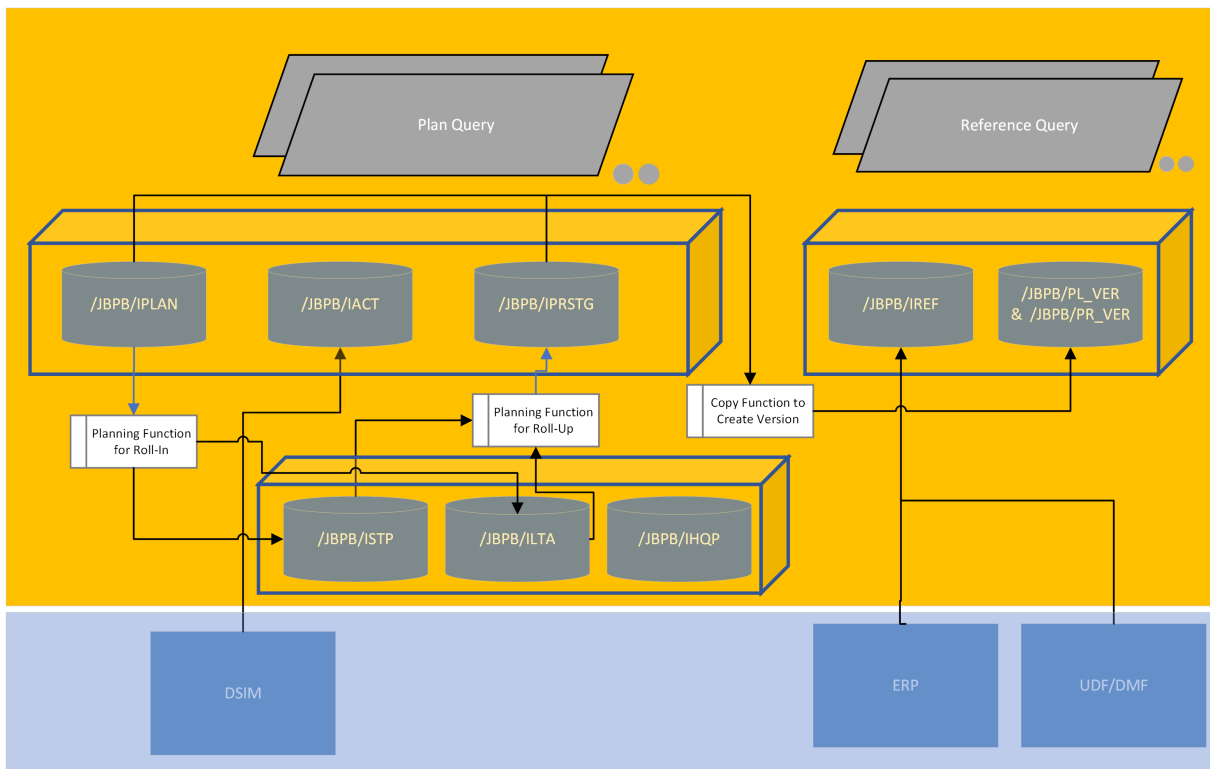 Plan Query
Reference Query
/JBPB/IPLAN
/JBPB/IACT
/JBPB/IPRSTG
/JBPB/IREF
/JBPB/PL_VER
& /JBPB/PR_VER
Planning Function
for Roll-In
Planning Function
for Roll-Up
Copy Function to
Create Version
/JBPB/ISTP
/JBPB/ILTA
/JBPB/IHQP
DSIM
ERP
UDF/DMF